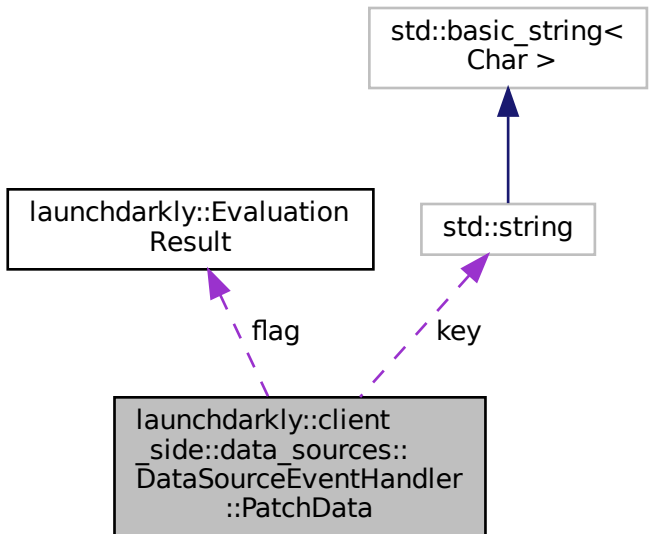 std::basic_string<
Char >
launchdarkly::Evaluation
Result
std::string
flag
key
launchdarkly::client
_side::data_sources::
DataSourceEventHandler
::PatchData